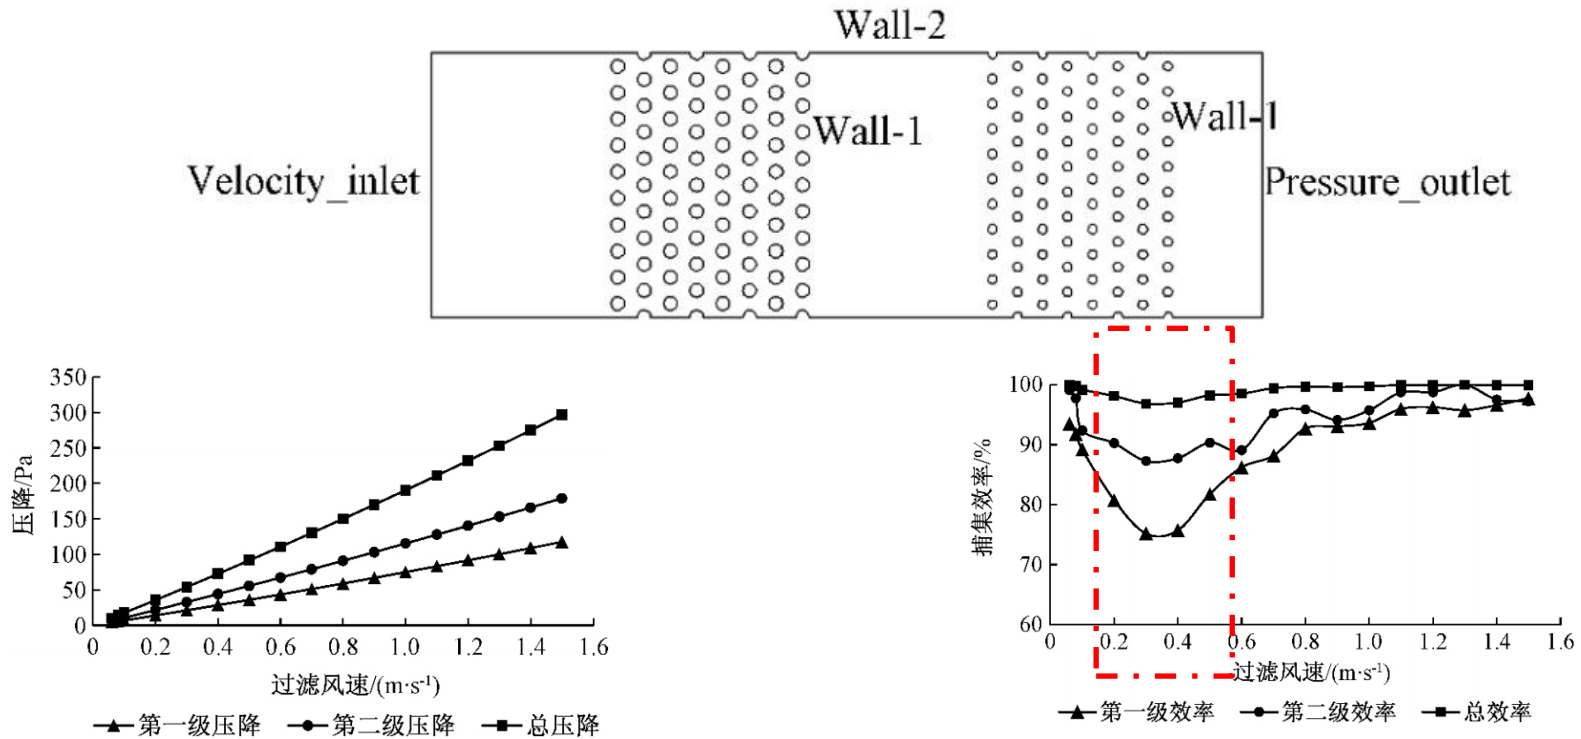 Wall-2
Wall-1
Wall-1
Velocity_inlet
Pressure_outlet
350
300
250
200
150
100
50
0
压降/Pa
0 0.2 0.4 0.6 0.8 1.0 1.2 1.4 1.6
过滤风速/(m·s⁻¹)
第一级压降 第二级压降 总压降
100
90
80
70
60
捕集效率/%
0 0.2 0.4 0.6 0.8 1.0 1.2 1.4 1.6
过滤风速/(m·s⁻¹)
第一级效率 第二级效率 总效率